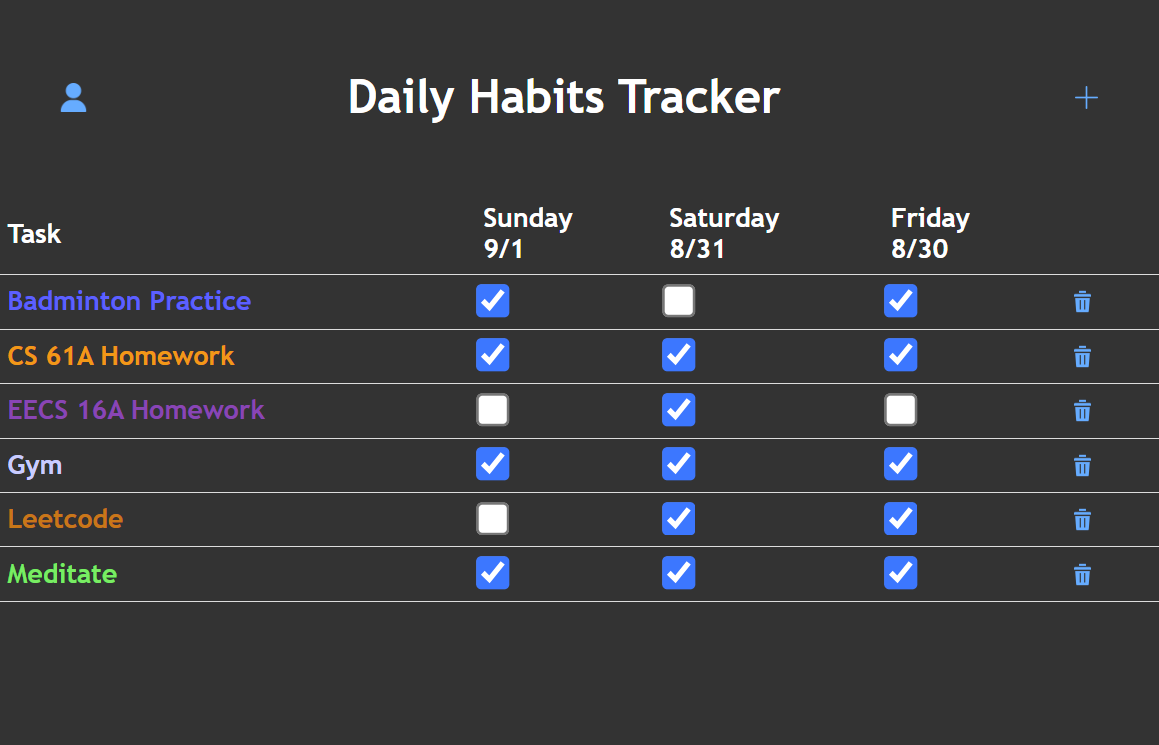 Daily Habits Tracker
Task
Sunday
9/1
Saturday
8/31
Friday
8/30
Badminton Practice
CS 61A Homework
EECS 16A Homework
Gym
Leetcode
Meditate